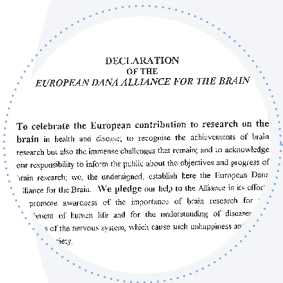 DECLARATION
OF THE
EUROPEAN DANA ALLIANCE FOR THE BRAIN
To celebrate the European contribution to research on the
brain in health and disease; to recognise the achievements of brain
research but also the immense challenges that remain; and to acknowledge
our responsibility to inform the public about the objectives and progress of
brain research; we, the undersigned, establish here the European Dana
lliance for the Brain. We pledge our help to the Alliance in its effor
promote awareness of the importance of brain research for
ment of human life and for the understanding of diseases
s of the nervous system, which cause such unhappiness an
iety.